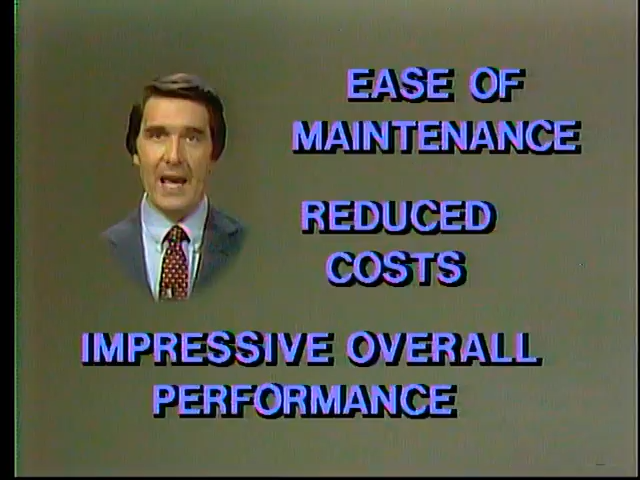 EASE OF
MAINTENANCE
REDUCED
COSTS
IMPRESSIVE OVERALL
PERFORMANCE